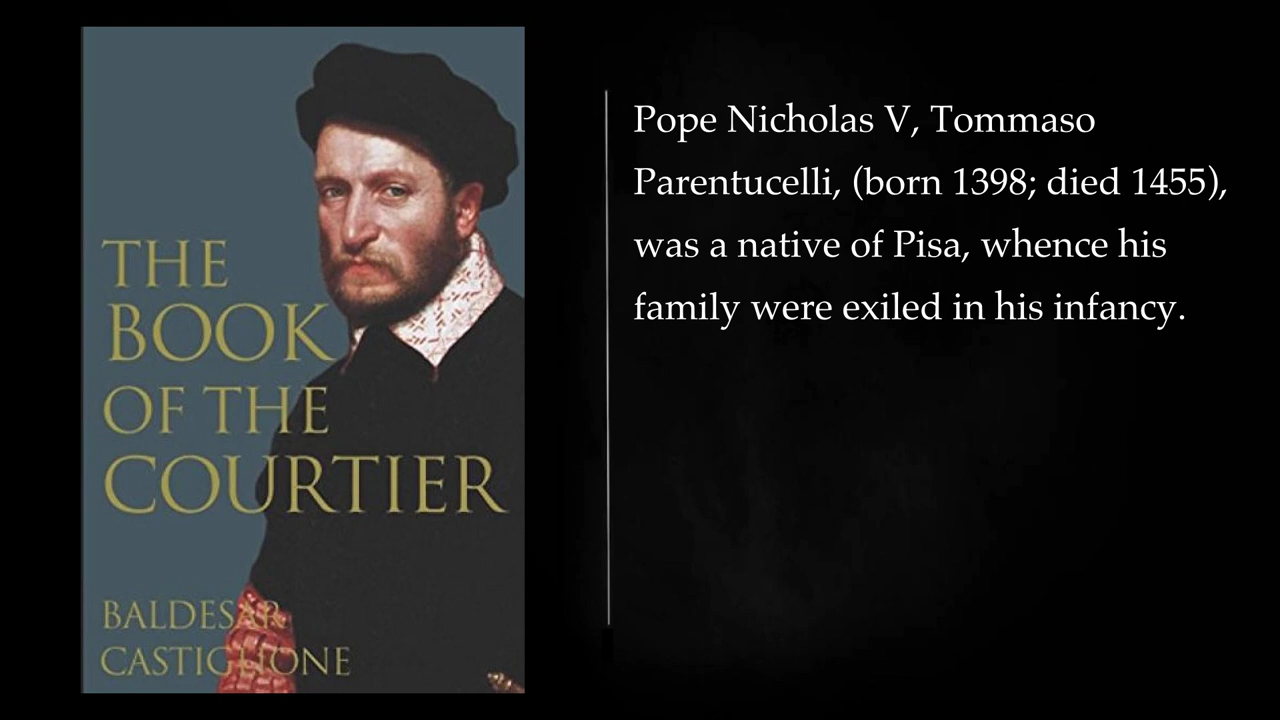 THE
BOOK
OF THE
COURTIER
BALDESAR
CASTIGLIONE
Pope Nicholas V, Tommaso
Parentucelli, (born 1398; died 1455),
was a native of Pisa, whence his
family were exiled in his infancy.